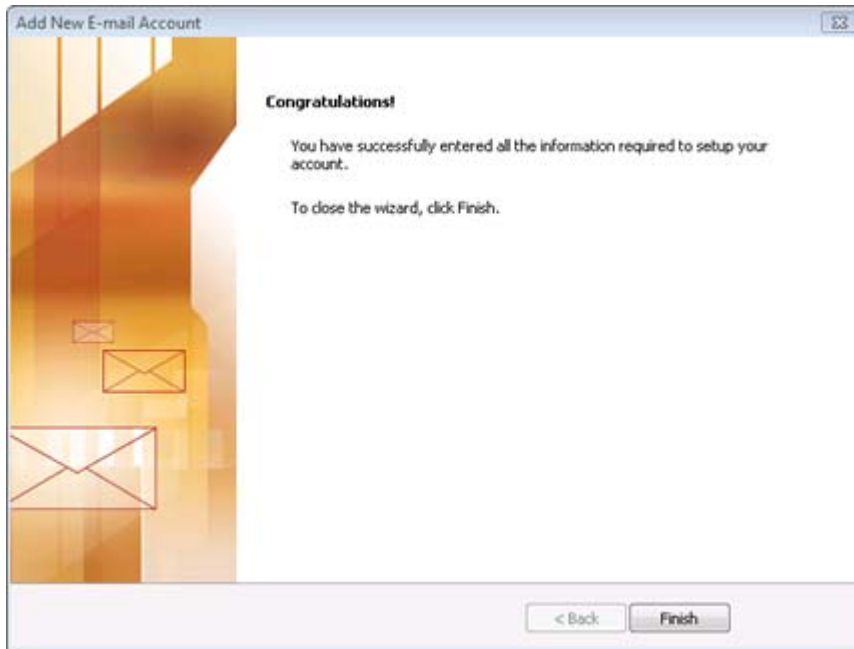 Add New E-mail Account
Congratulations!
You have successfully entered all the information required to setup your
account.
To close the wizard, click Finish.
< Back
Finish